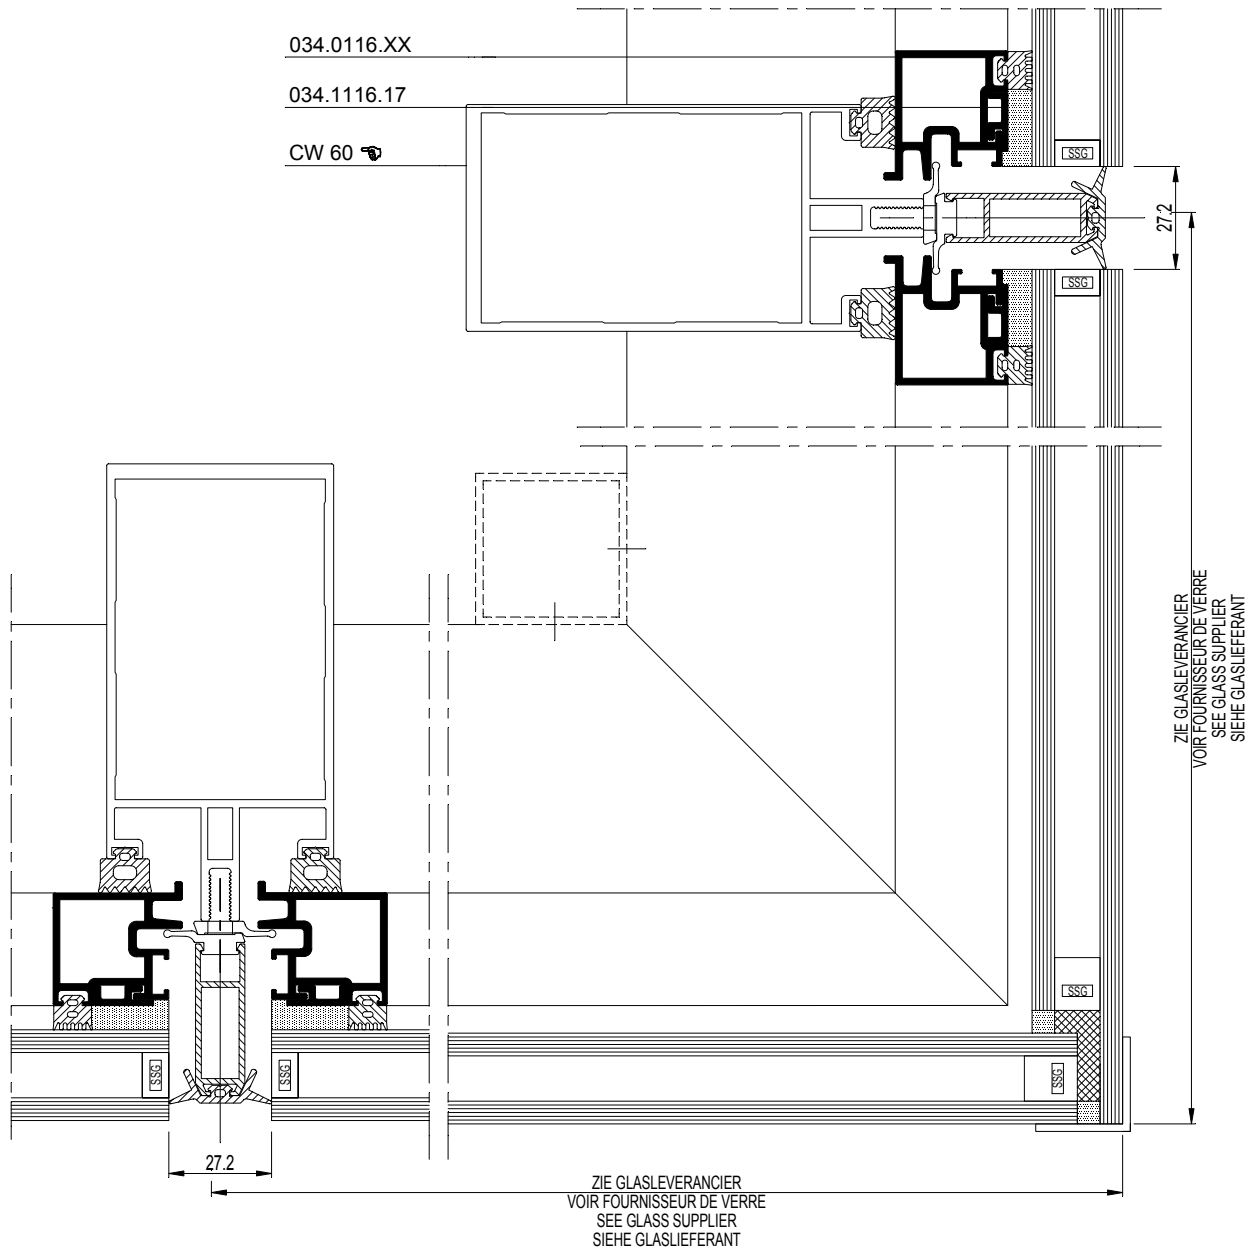 034.0116.XX
034.1116.17
CW 60
SSG
27.2
SSG
ZIE GLASLEVERANCIER
VOIR FOURNISSEUR DE VERRE
SEE GLASS SUPPLIER
SIEHE GLASLIEFERANT
SSG
SSG
SSG
SSG
27.2
ZIE GLASLEVERANCIER
VOIR FOURNISSEUR DE VERRE
SEE GLASS SUPPLIER
SIEHE GLASLIEFERANT